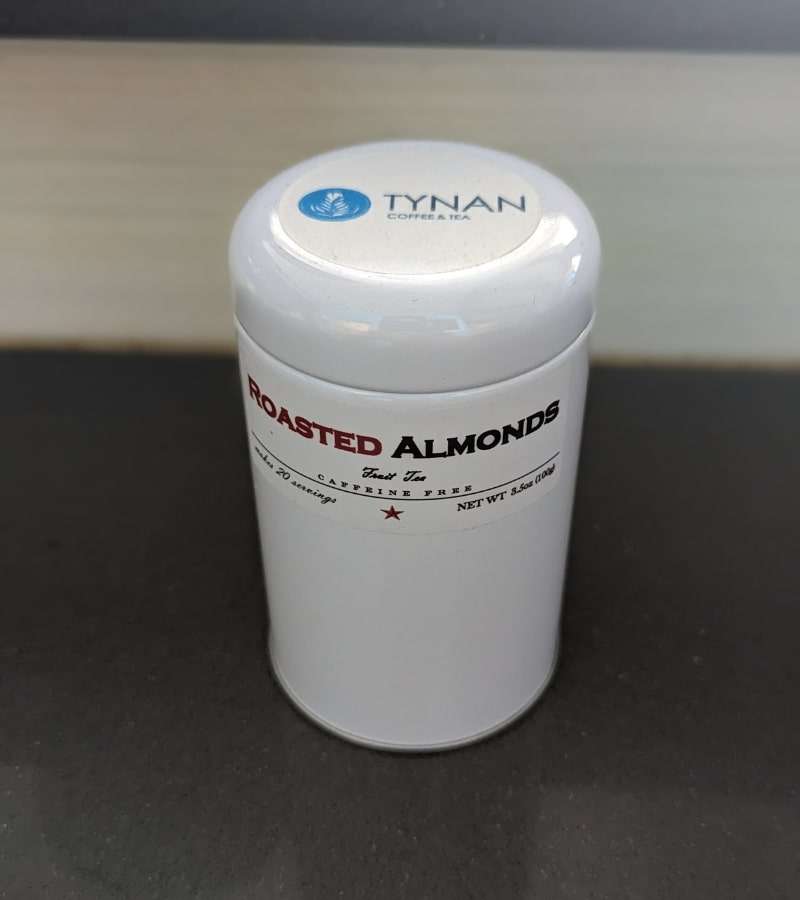 TYNAN
COFFEE & TEA
ROASTED ALMONDS
Fruit Tea
CAFFEINE FREE
makes 20 servings
NET WT 3.5oz (100g)